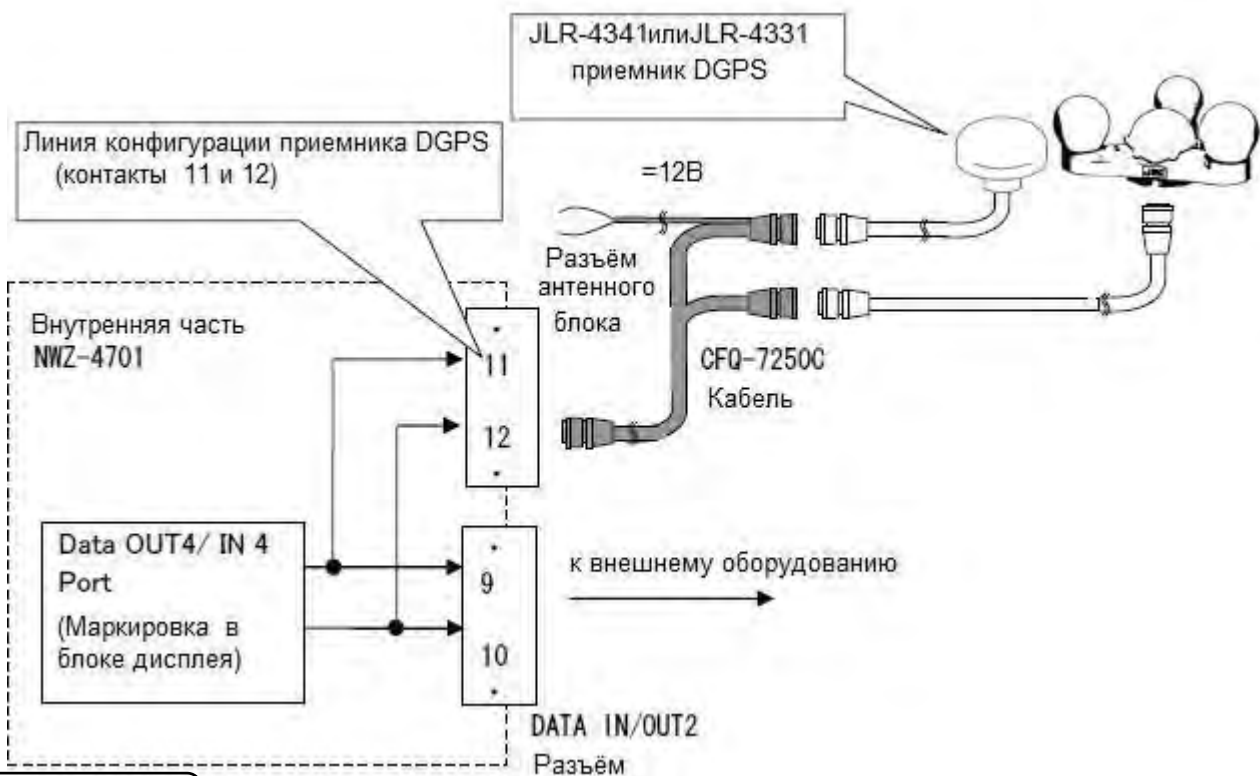 JLR-4341илиJLR-4331
приемник DGPS
Линия конфигурации приемника DGPS
(контакты 11 и 12)
=12В
Разъём
антенного
блока
Внутренняя часть
NWZ-4701
11
12
CFQ-7250C
Кабель
Data OUT4/ IN 4
Port
(Маркировка в
блоке дисплея)
9
10
к внешнему оборудованию
DATA IN/OUT2
Разъём